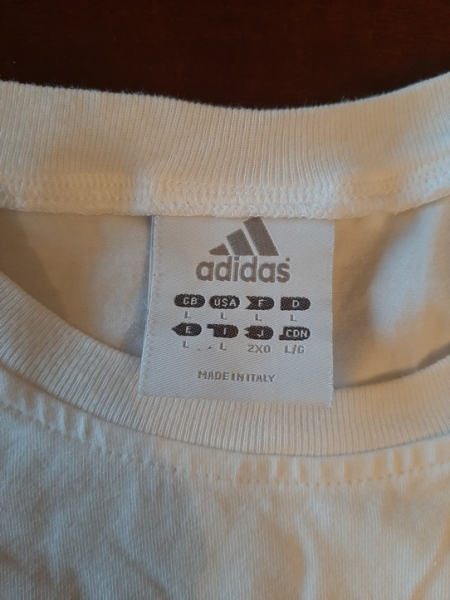 adidas
GB USA F D
L L L L
E I J CDN
L L 2XO L/G
MADE IN ITALY